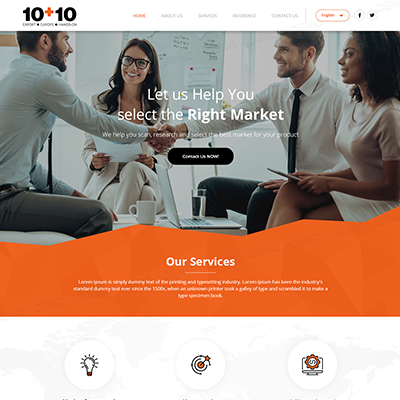 10+10
EXPORT ● EUROPE ● HANDS-ON
HOME ABOUT US SERVICES REFERENCE CONTACT US English
Let us Help You
select the Right Market
We help you scan, research and select the best market for your product
Contact Us NOW!
Our Services
Lorem Ipsum is simply dummy text of the printing and typesetting industry. Lorem Ipsum has been the industry's
standard dummy text ever since the 1500s, when an unknown printer took a galley of type and scrambled it to make a
type specimen book.